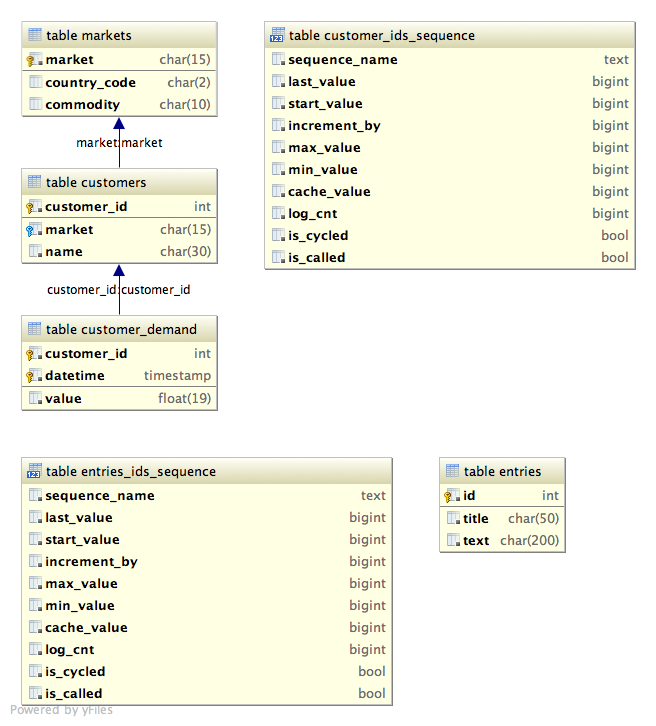 table markets
market char(15)
country_code char(2)
commodity char(10)
market:market
table customers
customer_id int
market char(15)
name char(30)
customer_id:customer_id
table customer_demand
customer_id int
datetime timestamp
value float(19)
123
table customer_ids_sequence
sequence_name text
last_value bigint
start_value bigint
increment_by bigint
max_value bigint
min_value bigint
cache_value bigint
log_cnt bigint
is_cycled bool
is_called bool
123
table entries_ids_sequence
sequence_name text
last_value bigint
start_value bigint
increment_by bigint
max_value bigint
min_value bigint
cache_value bigint
log_cnt bigint
is_cycled bool
is_called bool
table entries
id int
title char(50)
text char(200)
Powered by yFiles